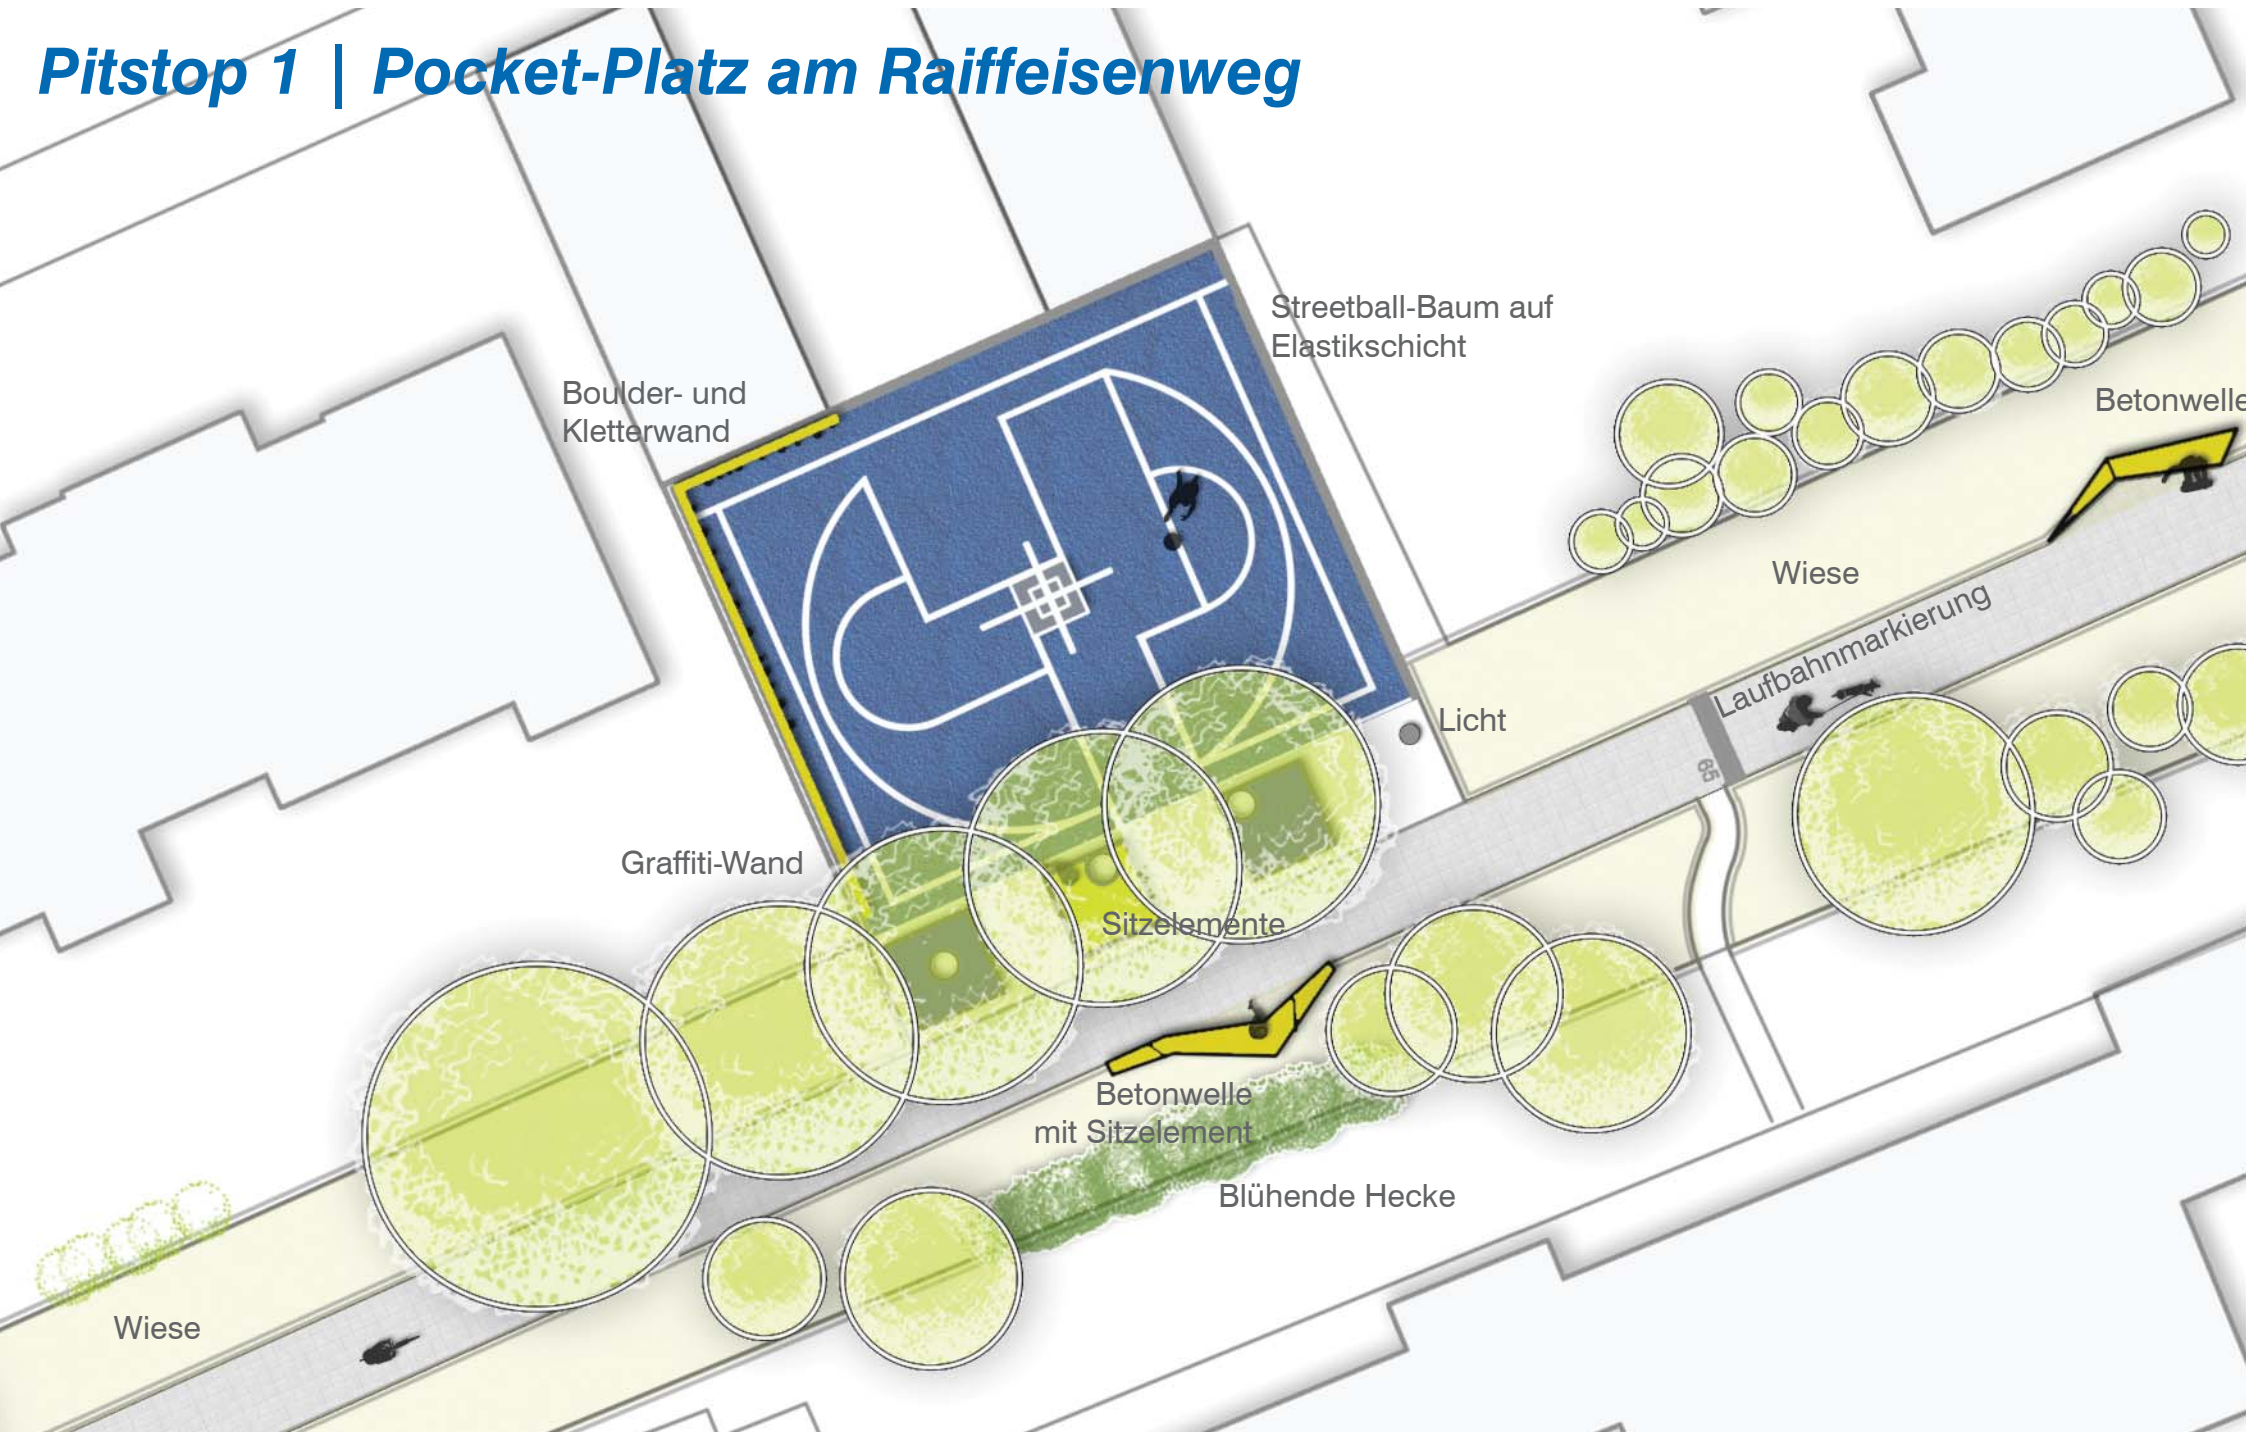 Pitstop 1 | Pocket-Platz am Raiffeisenweg
Streetball-Baum auf
Elastikschicht
Boulder- und
Kletterwand
Betonwelle
Wiese
Laufbahnmarkierung
Licht
65
Graffiti-Wand
Sitzelemente
Betonwelle
mit Sitzelement
Blühende Hecke
Wiese